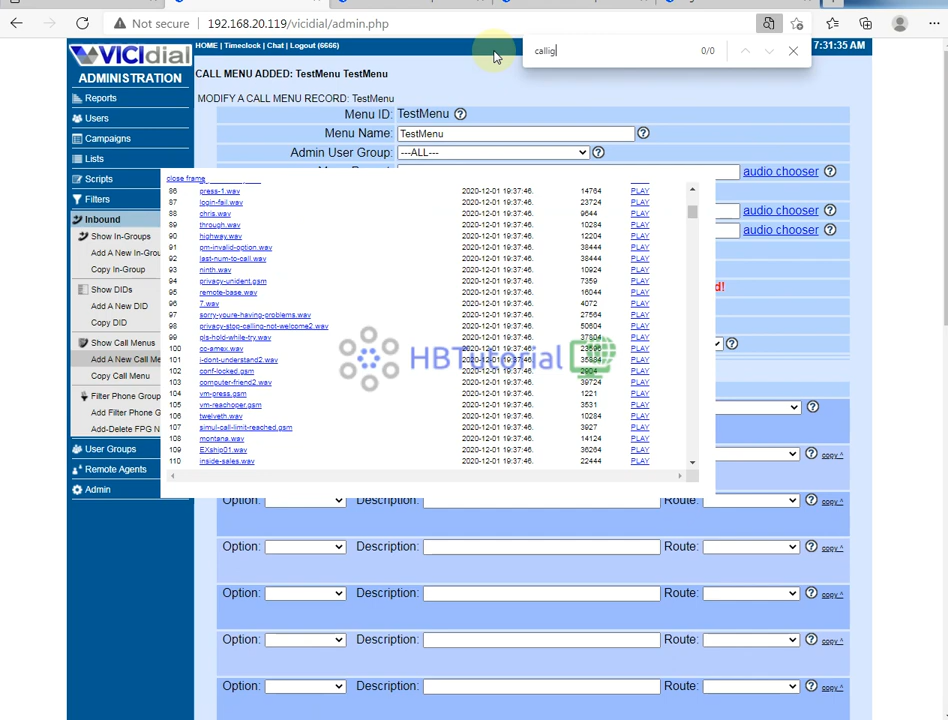 Not secure | 192.168.20.119/vicidial/admin.php
callig 0/0
VICIdial HOME | Timeclock | Chat | Logout (6666) 7:31:35 AM
ADMINISTRATION CALL MENU ADDED: TestMenu TestMenu
Reports
MODIFY A CALL MENU RECORD: TestMenu
Users
Menu ID: TestMenu
Campaigns
Menu Name: TestMenu
Lists
Admin User Group: ---ALL---
Scripts
audio chooser
Filters
Inbound
audio chooser
Show In-Groups
audio chooser
Add A New In-Grou
Copy In-Group
Show DIDs
d!
Add A New DID
Copy DID
Show Call Menus
Add A New Call Me
Copy Call Menu
Filter Phone Group
Add Filter Phone G
Add-Delete FPG N
User Groups
Remote Agents
Admin
close frame
86 press-1.wav 2020-12-01 19:37:46. 14764 PLAY
87 login-fail.wav 2020-12-01 19:37:46. 23724 PLAY
88 chris.wav 2020-12-01 19:37:46. 9644 PLAY
89 through.wav 2020-12-01 19:37:46. 10284 PLAY
90 highway.wav 2020-12-01 19:37:46. 12204 PLAY
91 pm-invalid-option.wav 2020-12-01 19:37:46. 38444 PLAY
92 last-num-to-call.wav 2020-12-01 19:37:46. 38444 PLAY
93 ninth.wav 2020-12-01 19:37:46. 10924 PLAY
94 privacy-unident.gsm 2020-12-01 19:37:46. 7359 PLAY
95 remote-base.wav 2020-12-01 19:37:46. 16044 PLAY
96 7.wav 2020-12-01 19:37:46. 4072 PLAY
97 sorry-youre-having-problems.wav 2020-12-01 19:37:46. 27564 PLAY
98 privacy-stop-calling-not-welcome2.wav 2020-12-01 19:37:46. 50604 PLAY
99 pls-hold-while-try.wav 2020-12-01 19:37:46. 37804 PLAY
100 cc-amex.wav 2020-12-01 19:37:46. PLAY
101 i-dont-understand2.wav 2020-12-01 19:37:46. PLAY
102 conf-locked.gsm 2020-12-01 19:37:46. 2904 PLAY
103 computer-friend2.wav 2020-12-01 19:37:46. 39724 PLAY
104 vm-press.gsm 2020-12-01 19:37:46. 1221 PLAY
105 vm-reachoper.gsm 2020-12-01 19:37:46. 3531 PLAY
106 twelveth.wav 2020-12-01 19:37:46. 10284 PLAY
107 simul-call-limit-reached.gsm 2020-12-01 19:37:46. 3927 PLAY
108 montana.wav 2020-12-01 19:37:46. 14124 PLAY
109 EXship01.wav 2020-12-01 19:37:46. 36264 PLAY
110 inside-sales.wav 2020-12-01 19:37:46. 22444 PLAY
HBTutorial
copy ^
Option: Description: Route: copy ^
Option: Description: Route: copy ^
Option: Description: Route: copy ^
Option: Description: Route: copy ^
Option: Description: Route: copy ^